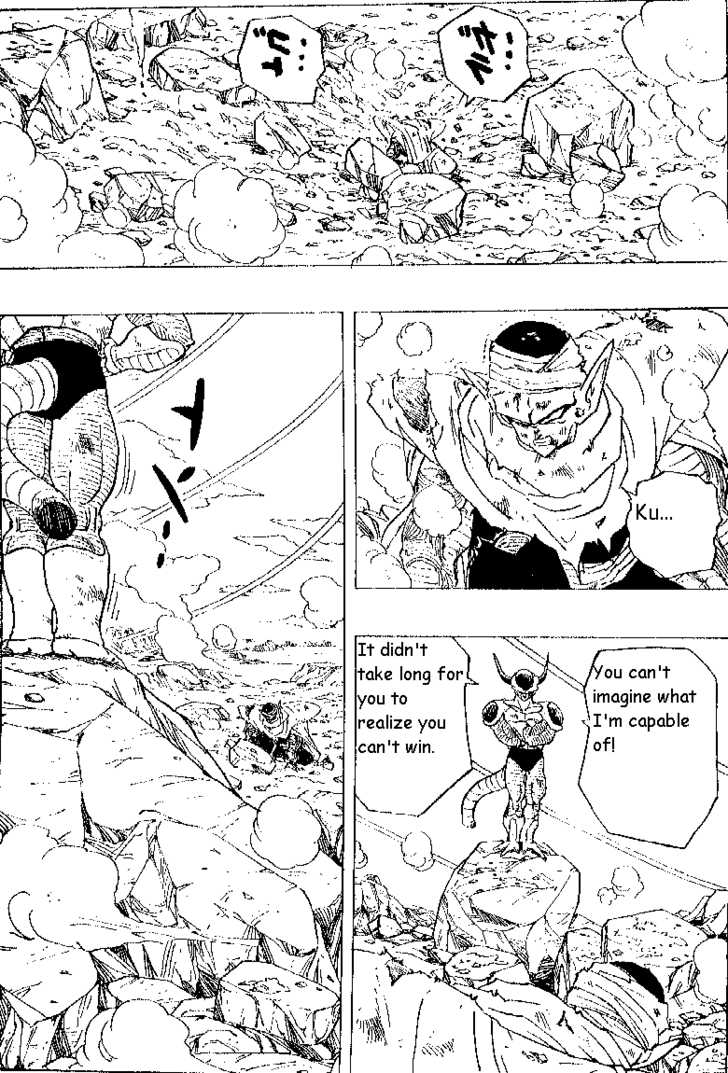 Ku...
You can't
imagine what
I'm capable
of!
It didn't
take long for
you to
realize you
can't win.